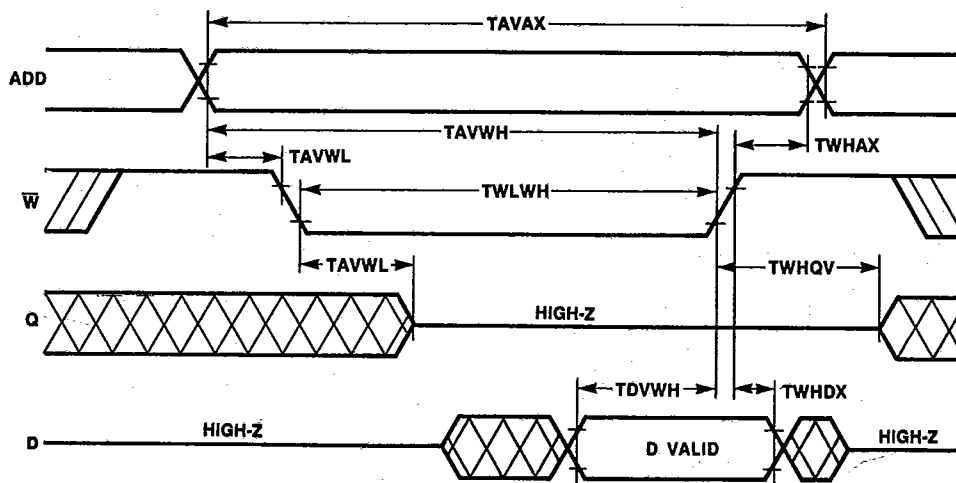 TAVAX
ADD
TAVWH
TAVWL
TWHAX
W
TWLWH
TAVWL
TWHQV
Q
HIGH-Z
TDVWH
TWHDX
D
HIGH-Z
D VALID
HIGH-Z